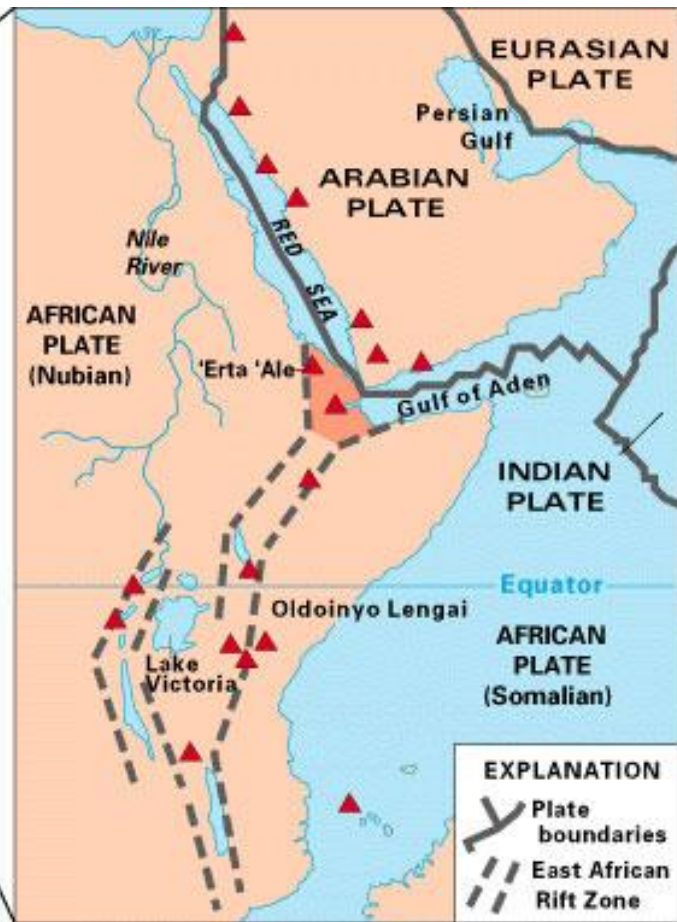 EURASIAN
PLATE
Persian
Gulf
ARABIAN
PLATE
RED
SEA
Nile
River
AFRICAN
PLATE
(Nubian)
'Erta 'Ale
Gulf of Aden
INDIAN
PLATE
Equator
Oldoinyo Lengai
AFRICAN
PLATE
(Somalian)
Lake
Victoria
EXPLANATION
Plate
boundaries
East African
Rift Zone